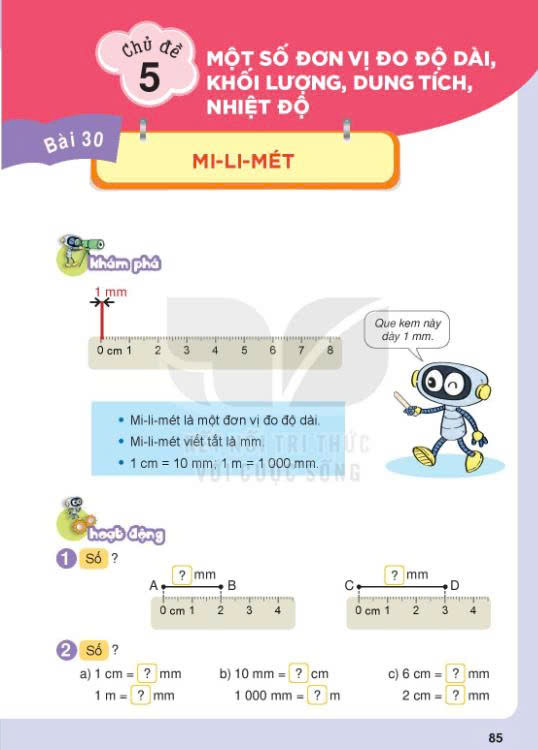 Chủ đề
5
MỘT SỐ ĐƠN VỊ ĐO ĐỘ DÀI,
KHỐI LƯỢNG, DUNG TÍCH,
NHIỆT ĐỘ
Bài 30
MI-LI-MÉT
khám phá
1 mm
0 cm 1 2 3 4 5 6 7 8
Que kem này
dày 1 mm.
• Mi-li-mét là một đơn vị đo độ dài.
• Mi-li-mét viết tắt là mm.
• 1 cm = 10 mm; 1 m = 1 000 mm.
KẾT NỐI TRI THỨC
VỚI CUỘC SỐNG
hoạt động
1 Số ?
? mm
A B
0 cm 1 2 3 4
? mm
C D
0 cm 1 2 3 4
2 Số ?
a) 1 cm = ? mm b) 10 mm = ? cm c) 6 cm = ? mm
1 m = ? mm 1 000 mm = ? m 2 cm = ? mm
85